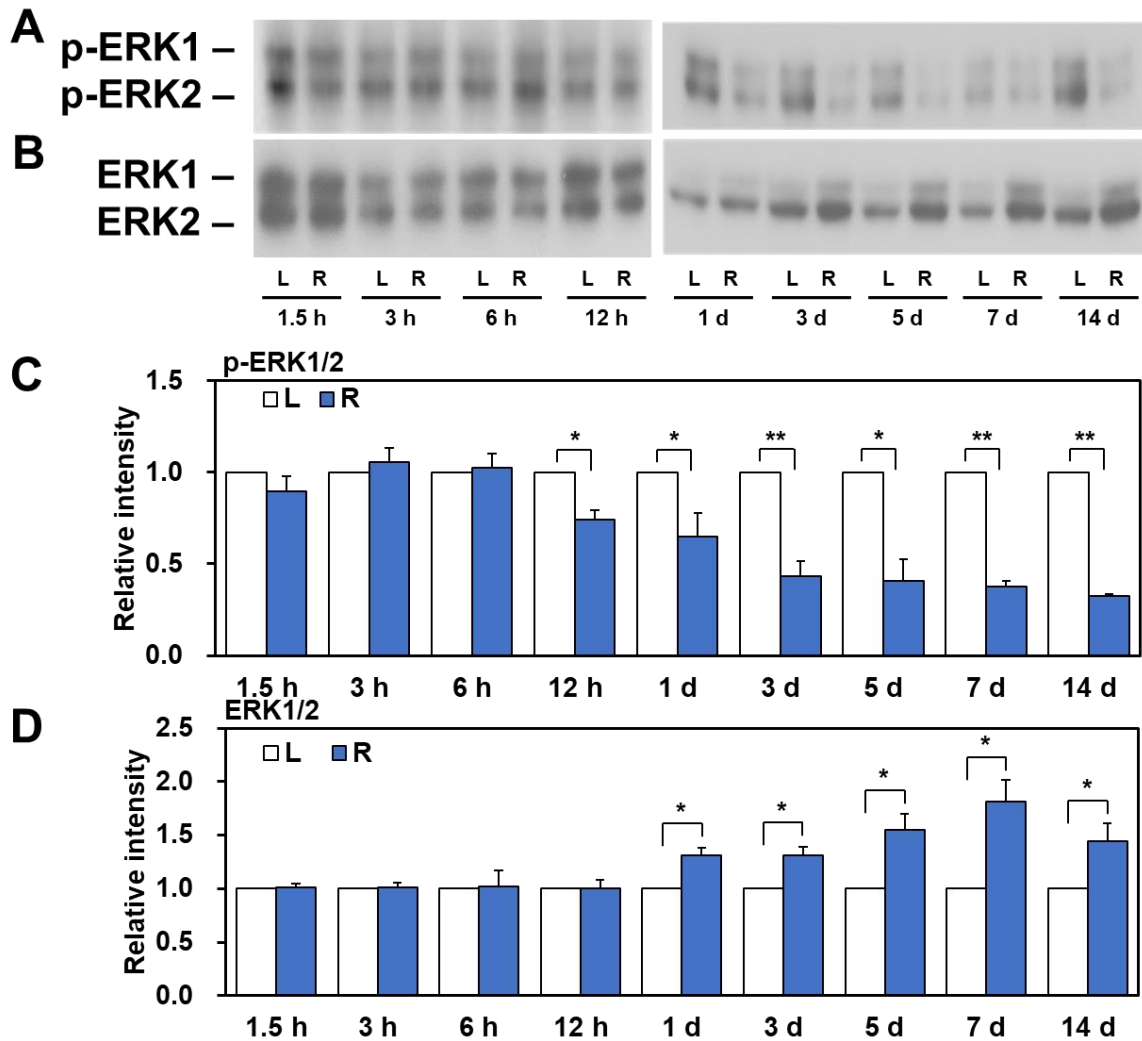 A
p-ERK1 –
p-ERK2 –
B
ERK1
ERK2 –
L R L R L R L R L R L R L R L R L R
1.5 h 3 h 6 h 12 h 1 d 3 d 5 d 7 d 14 d
C
p-ERK1/2
L R
Relative intensity
1.5
1.0
0.5
0.0
* * ** * ** **
1.5 h 3 h 6 h 12 h 1 d 3 d 5 d 7 d 14 d
D
ERK1/2
L R
Relative intensity
2.5
2.0
1.5
1.0
0.5
0.0
* * * * *
1.5 h 3 h 6 h 12 h 1 d 3 d 5 d 7 d 14 d